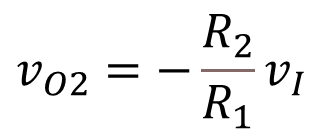 v_{O2} = -\frac{R_2}{R_1} v_I